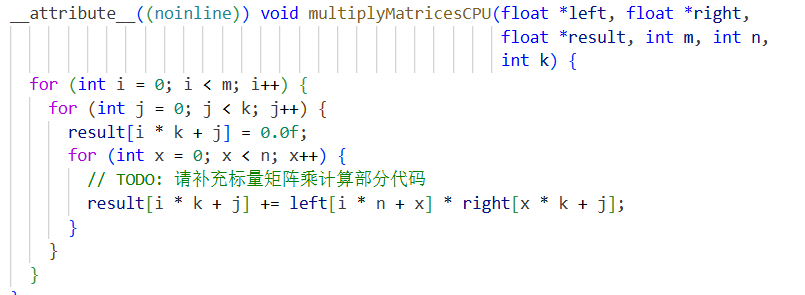 __attribute__((noinline)) void multiplyMatricesCPU(float *left, float *right,
                                                   float *result, int m, int n,
                                                   int k) {
  for (int i = 0; i < m; i++) {
    for (int j = 0; j < k; j++) {
      result[i * k + j] = 0.0f;
      for (int x = 0; x < n; x++) {
        // TODO: 请补充标量矩阵乘计算部分代码
        result[i * k + j] += left[i * n + x] * right[x * k + j];
      }
    }
  }
}